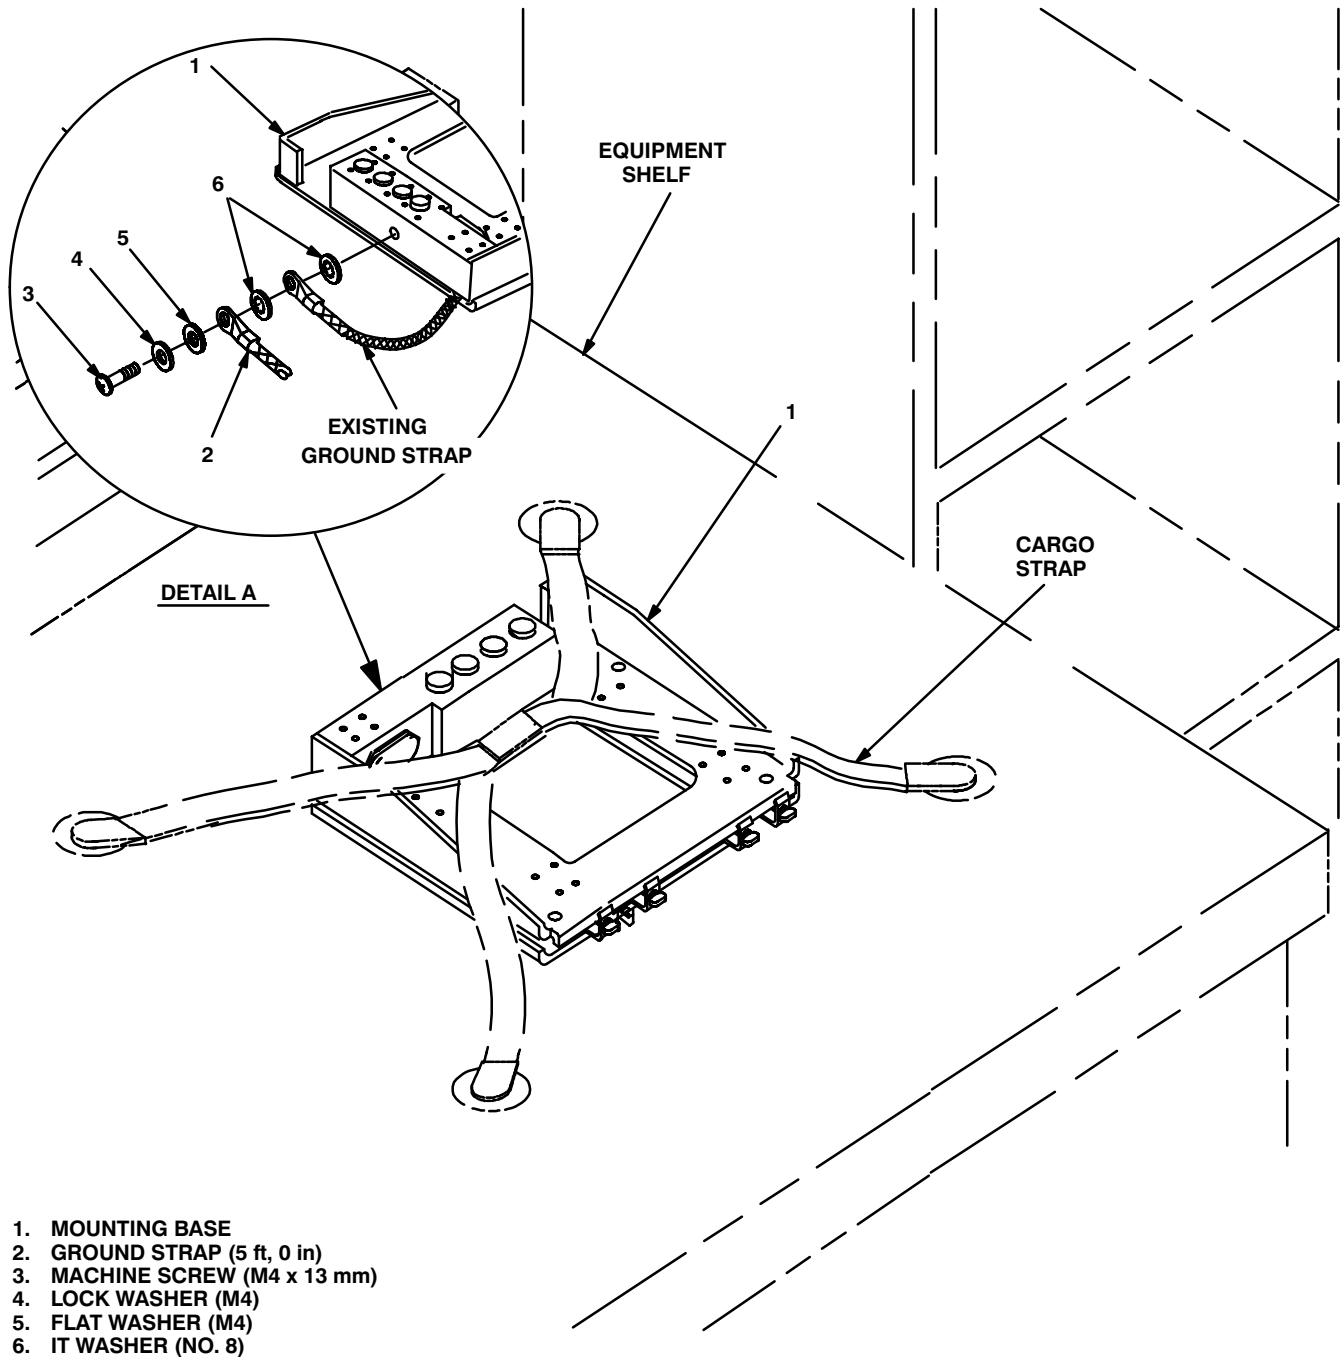 1
EQUIPMENT
SHELF
6
5
4
3
2
EXISTING
GROUND STRAP
1
CARGO
STRAP
DETAIL A
1. MOUNTING BASE
2. GROUND STRAP (5 ft, 0 in)
3. MACHINE SCREW (M4 x 13 mm)
4. LOCK WASHER (M4)
5. FLAT WASHER (M4)
6. IT WASHER (NO. 8)